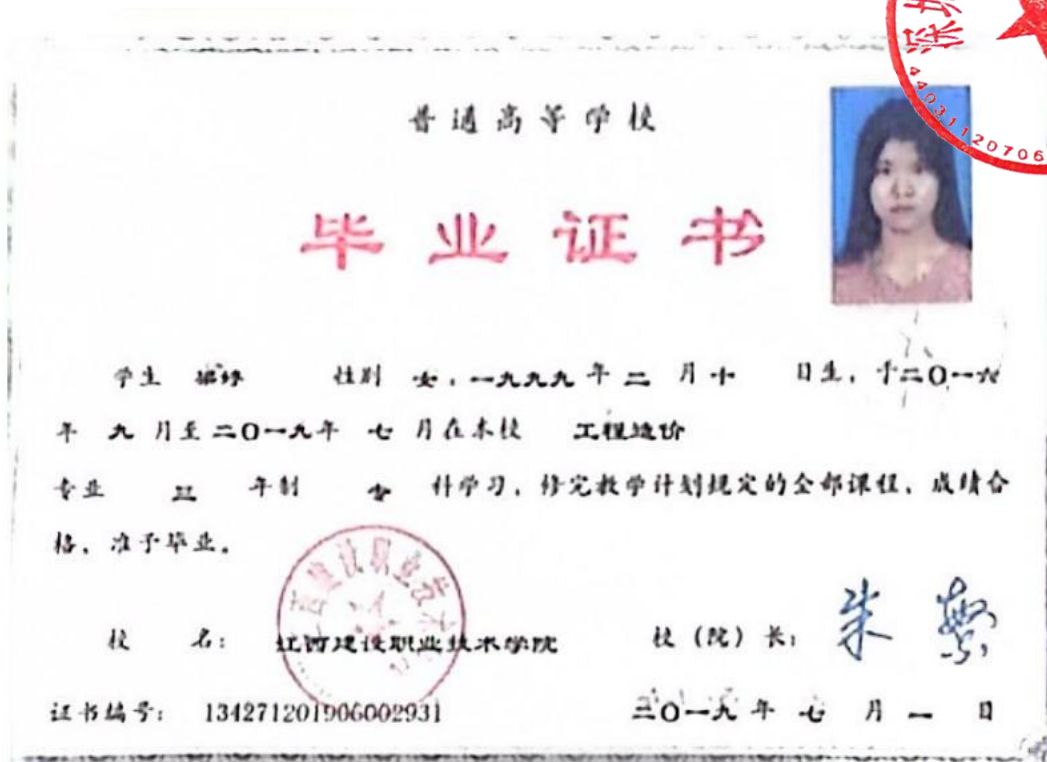 普通高等学校
毕业证书
学生 性别 女,一九九九年二月十日生,于二〇一六
年九月至二〇一九年七月在本校 工程造价
专业 三年制 专科学习,修完教学计划规定的全部课程,成绩合
格,准予毕业。
校名:江西建设职业技术学院 校(院)长:朱
证书编号:134271201906002931 二〇一九年七月一日
深圳
44031120706